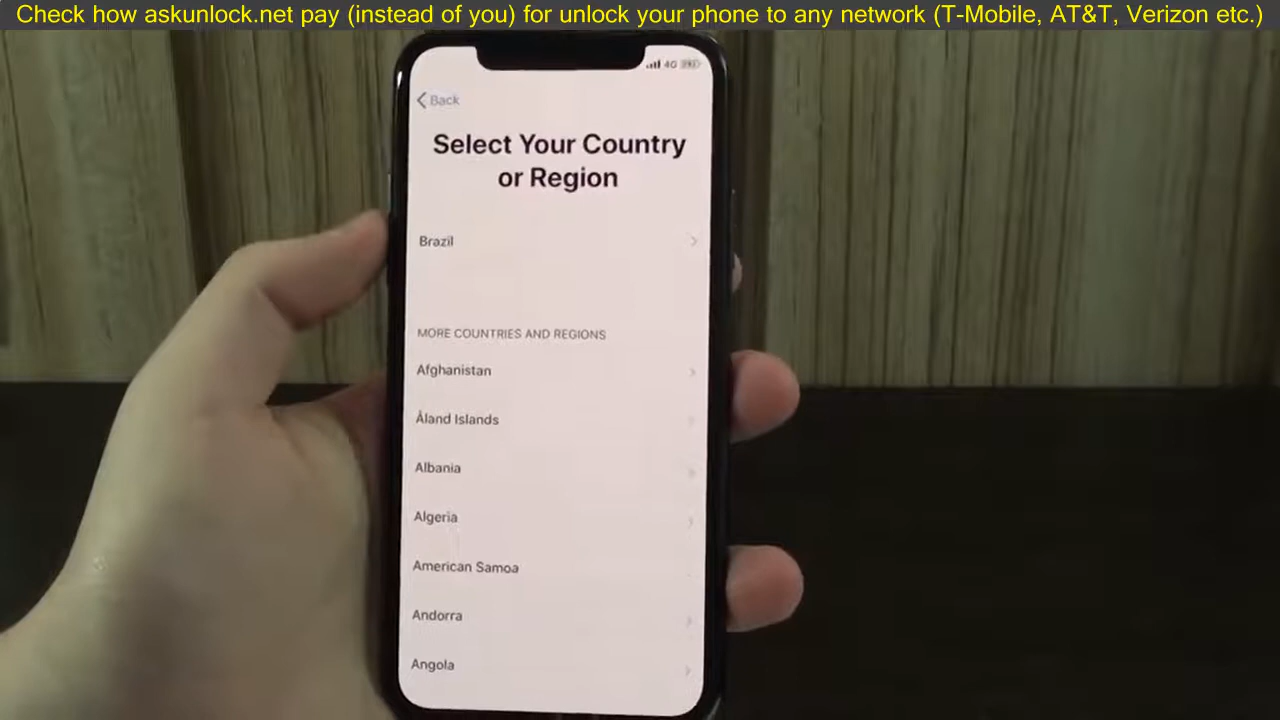 Check how askunlock.net pay (instead of you) for unlock your phone to any network (T-Mobile, AT&T, Verizon etc.)
4G
Back
Select Your Country
or Region
Brazil
MORE COUNTRIES AND REGIONS
Afghanistan
Åland Islands
Albania
Algeria
American Samoa
Andorra
Angola